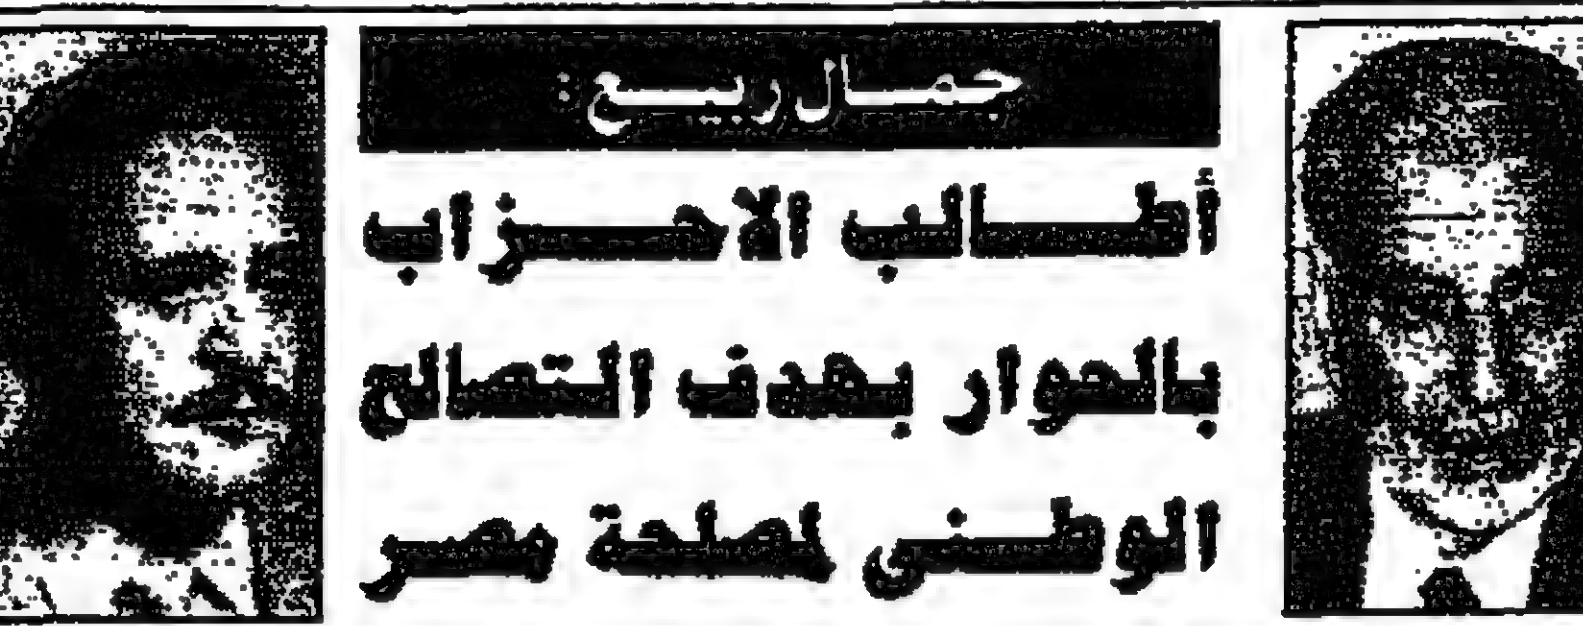 جمال ربيع :
أطالب الاحزاب
بالحوار بهدف التصالح
الوطنى لمصلحة مصر